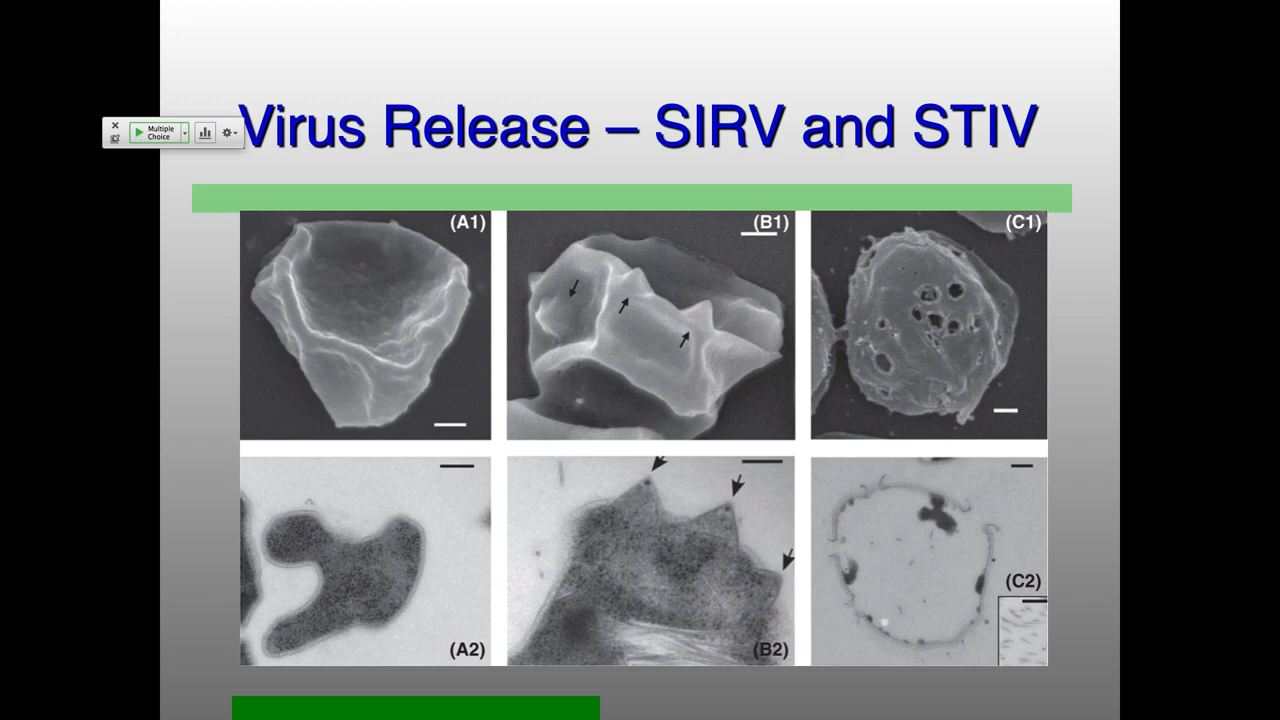 Multiple
Choice
Virus Release – SIRV and STIV
(A1)
(B1)
(C1)
(A2)
(B2)
(C2)